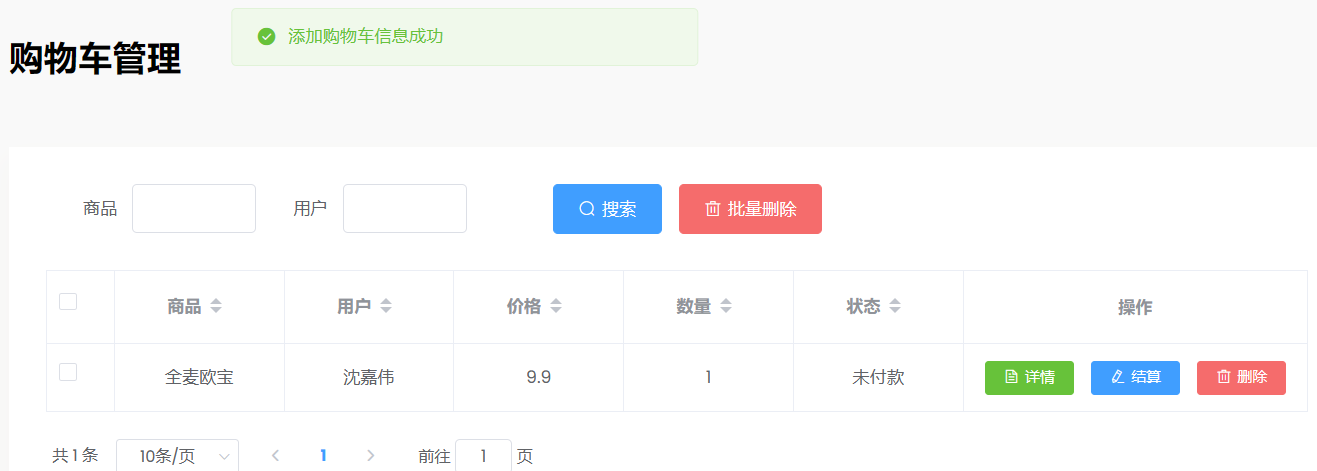 添加购物车信息成功
购物车管理
商品 用户 搜索 批量删除
商品 用户 价格 数量 状态 操作
全麦欧宝 沈嘉伟 9.9 1 未付款 详情 结算 删除
共 1 条 10条/页 1 前往 1 页